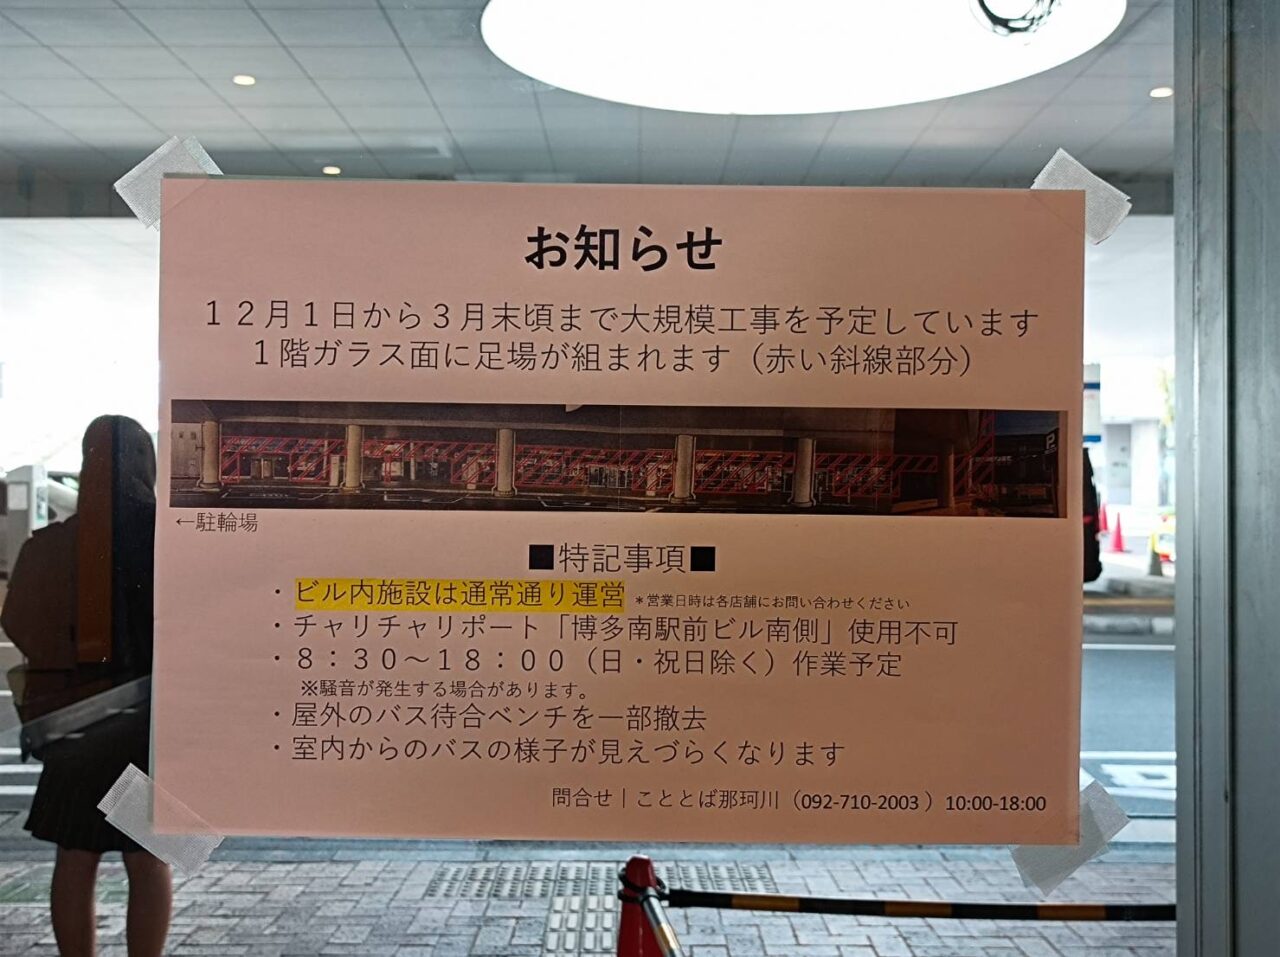 お知らせ
１２月１日から３月末頃まで大規模工事を予定しています
１階ガラス面に足場が組まれます（赤い斜線部分）
P
←駐輪場
■特記事項■
・ビル内施設は通常通り運営 ＊営業日時は各店舗にお問い合わせください
・チャリチャリポート「博多南駅前ビル南側」使用不可
・８：３０～１８：００（日・祝日除く）作業予定
※騒音が発生する場合があります。
・屋外のバス待合ベンチを一部撤去
・室内からのバスの様子が見えづらくなります
問合せ｜こととば那珂川（092-710-2003 ）10:00-18:00